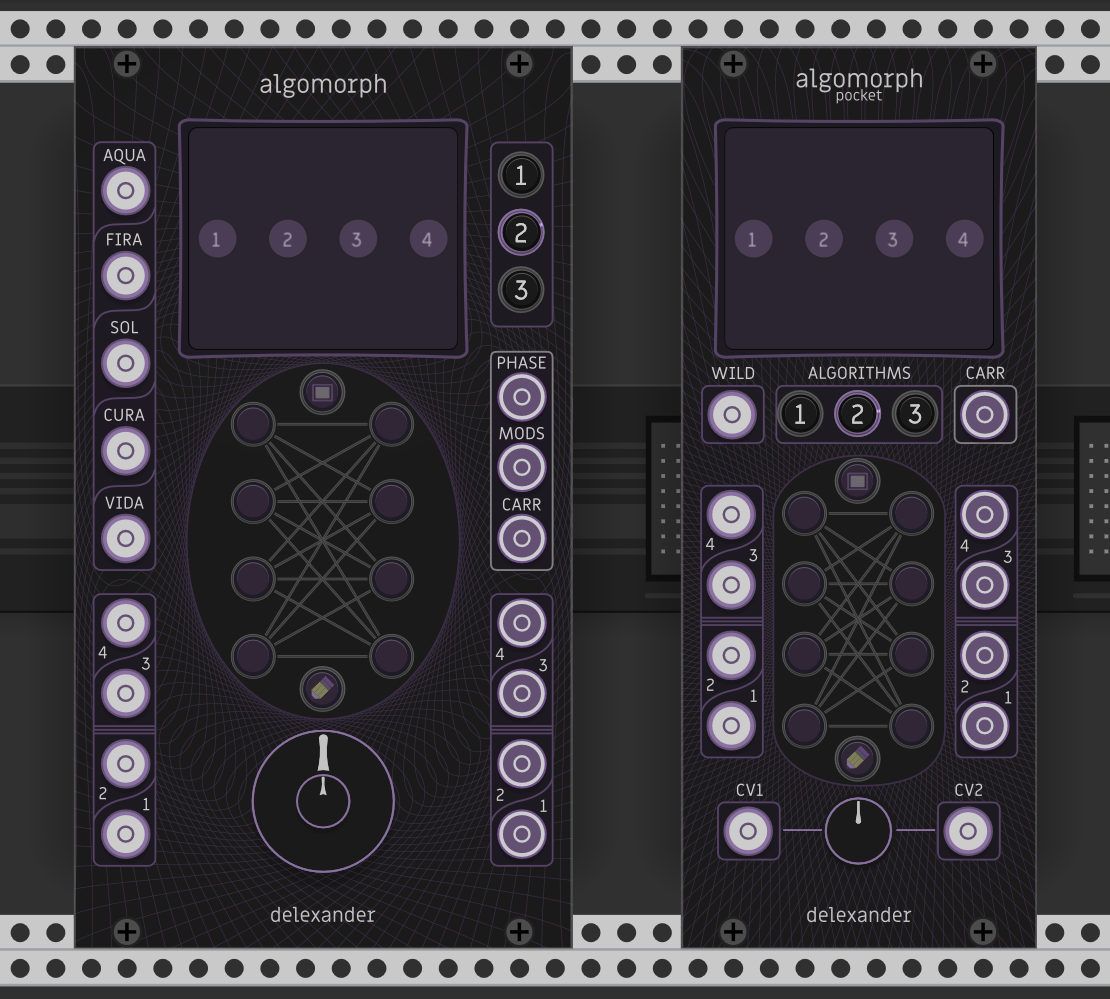 algomorph
AQUA
FIRA
SOL
CURA
VIDA
1 2 3 4
1
2
3
PHASE
MODS
CARR
4
3
2
1
4
3
2
1
delexander
algomorph
pocket
1 2 3 4
WILD
ALGORITHMS
CARR
1 2 3
4
3
2
1
4
3
2
1
CV1
CV2
delexander